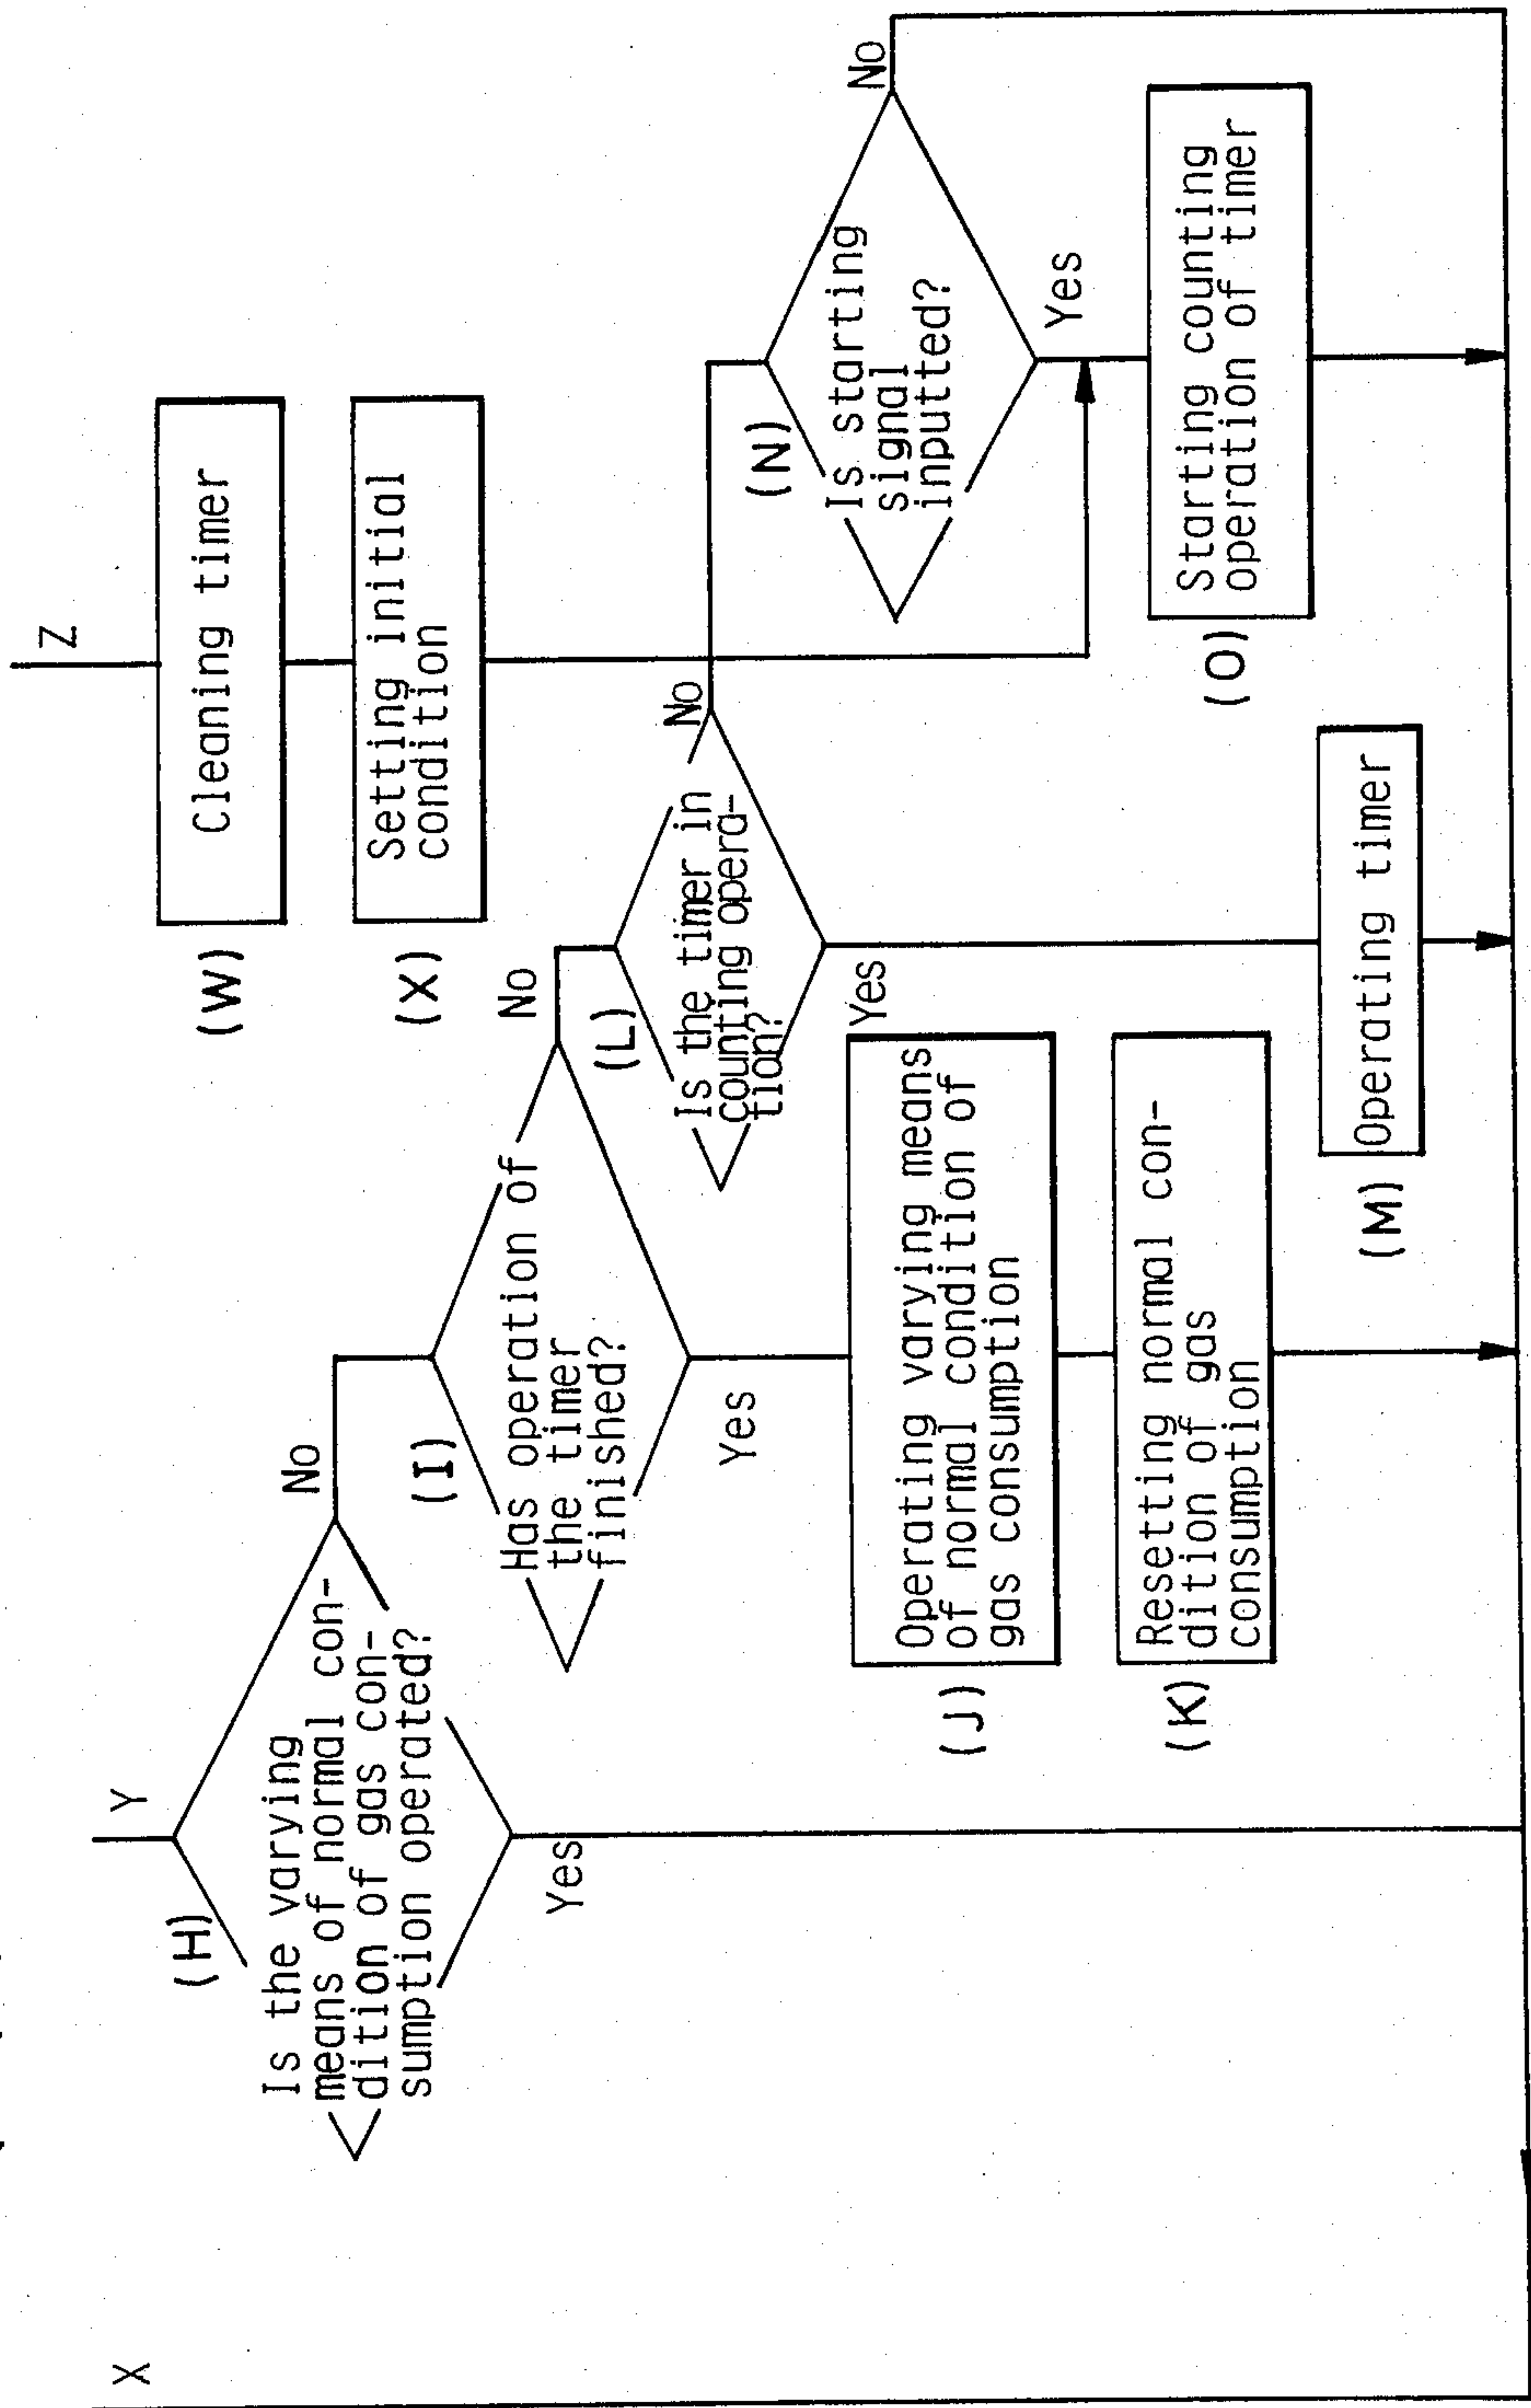 X
Y
(H)
Is the varying
means of normal con-
dition of gas con-
sumption operated?
Yes
No
(I)
Has operation of
the timer
finished?
Yes
No
(J)
Operating varying means
of normal condition of
gas consumption
(K)
Resetting normal con-
dition of gas
consumption
(L)
Is the timer in
counting opera-
tion?
Yes
No
(M)
Operating timer
Z
(W)
Cleaning timer
(X)
Setting initial
condition
(N)
Is starting
signal
inputted?
No
Yes
(O)
Starting counting
operation of timer